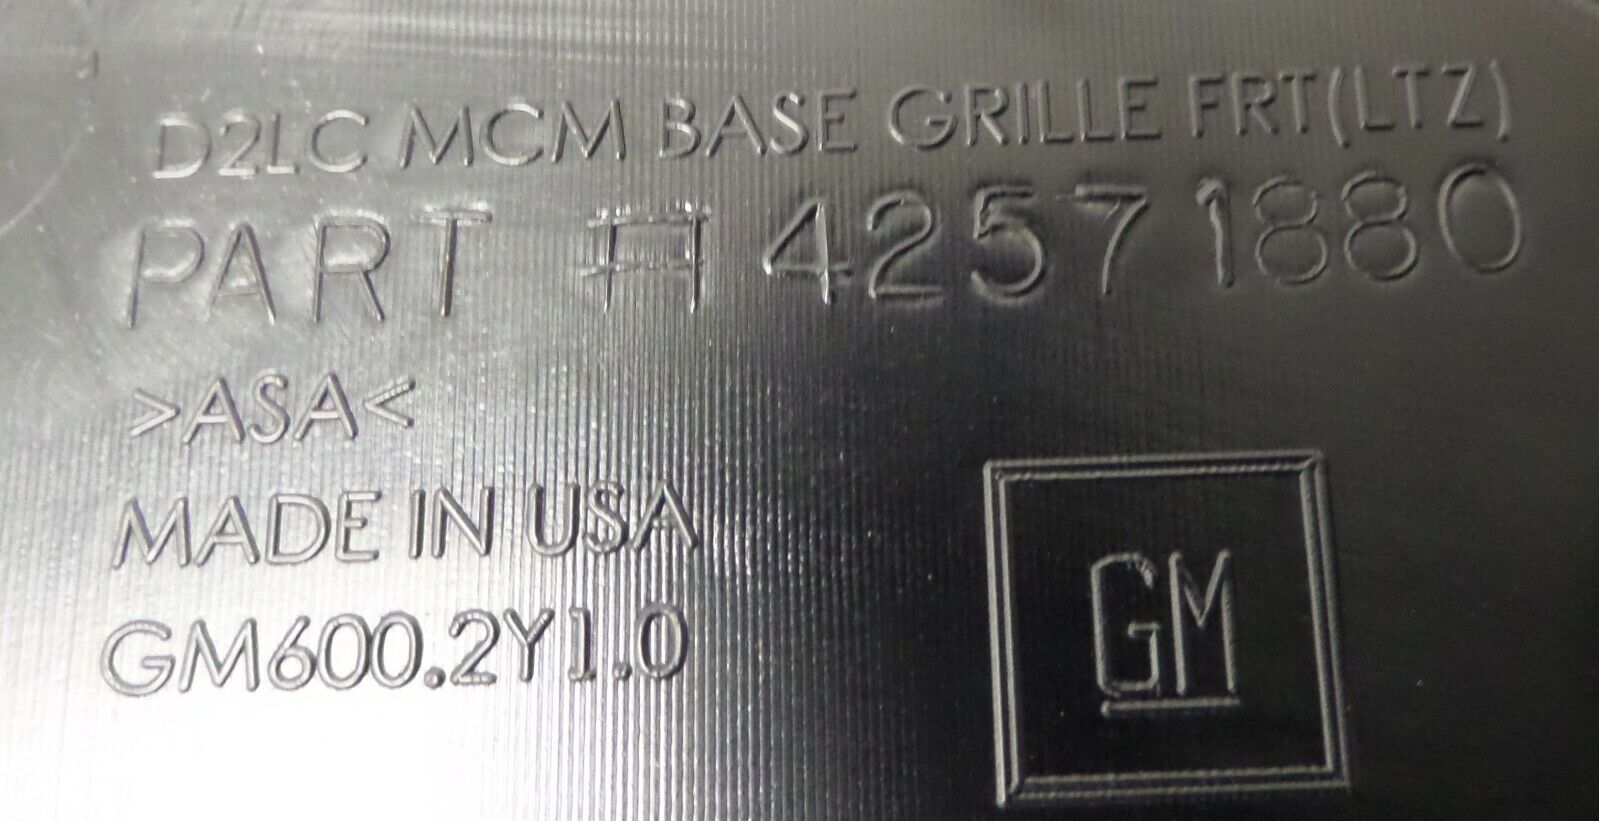 D2LC MCM BASE GRILLE FRT(LTZ)
PART # 42571880
>ASA<
MADE IN USA
GM600.2Y1.0
GM